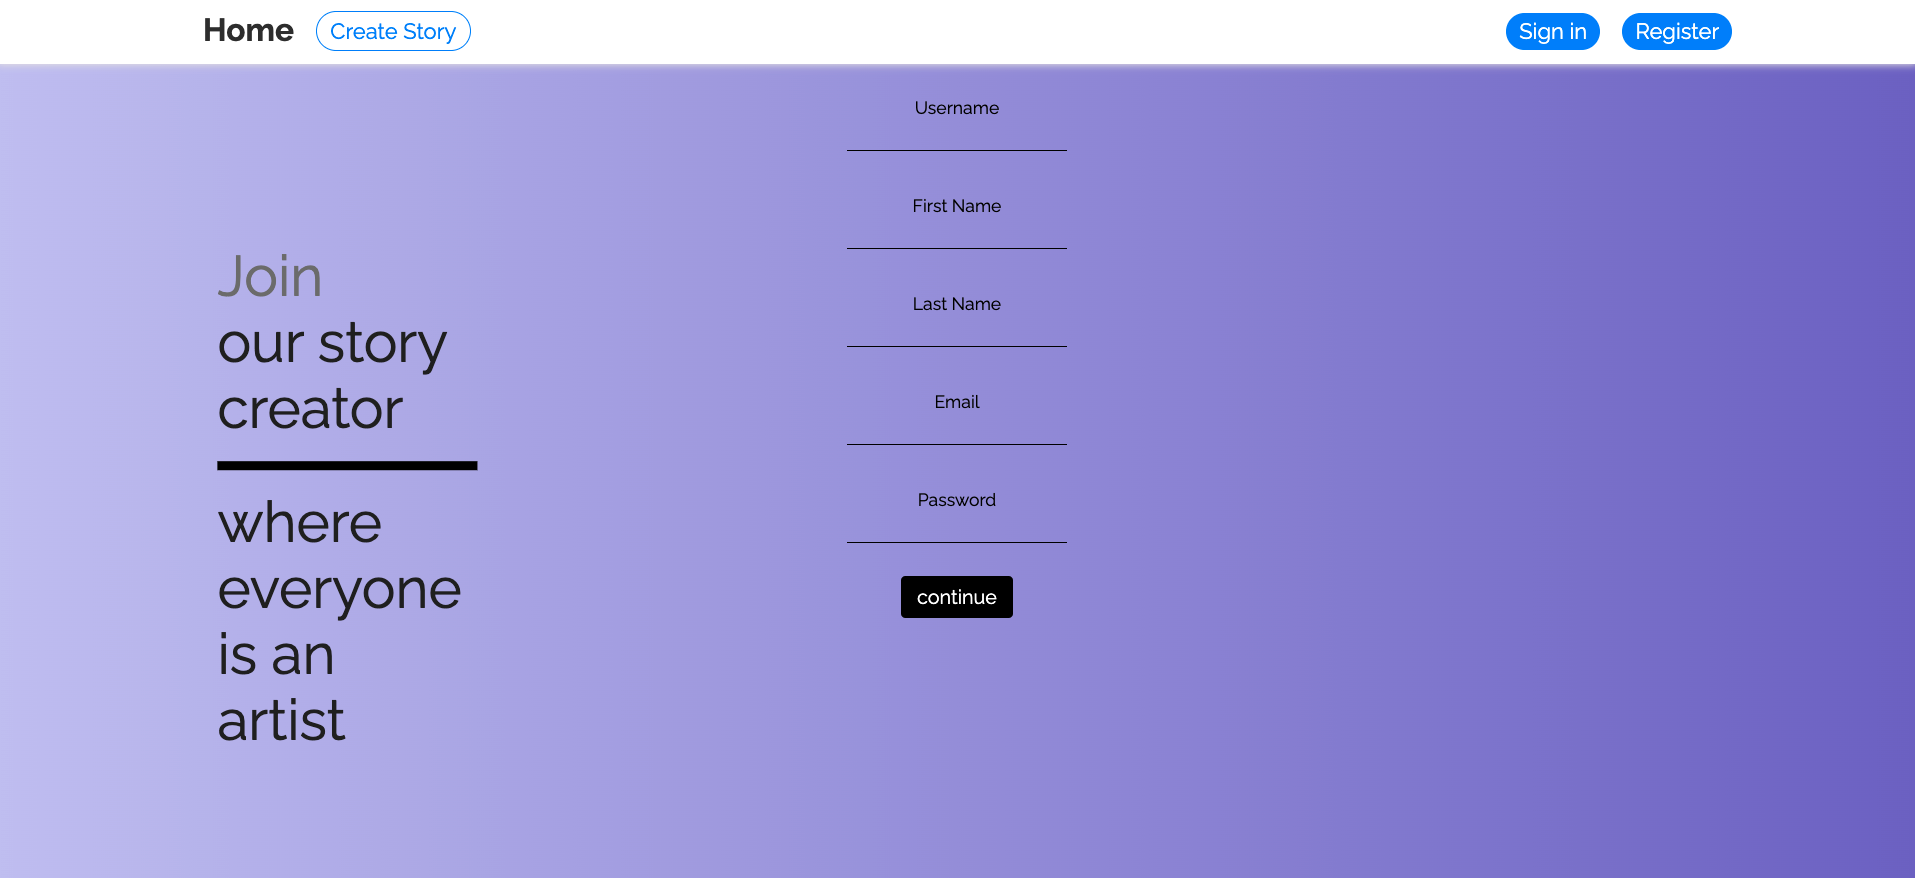 Home Create Story Sign in Register
Join
our story
creator
where
everyone
is an
artist
Username
First Name
Last Name
Email
Password
continue